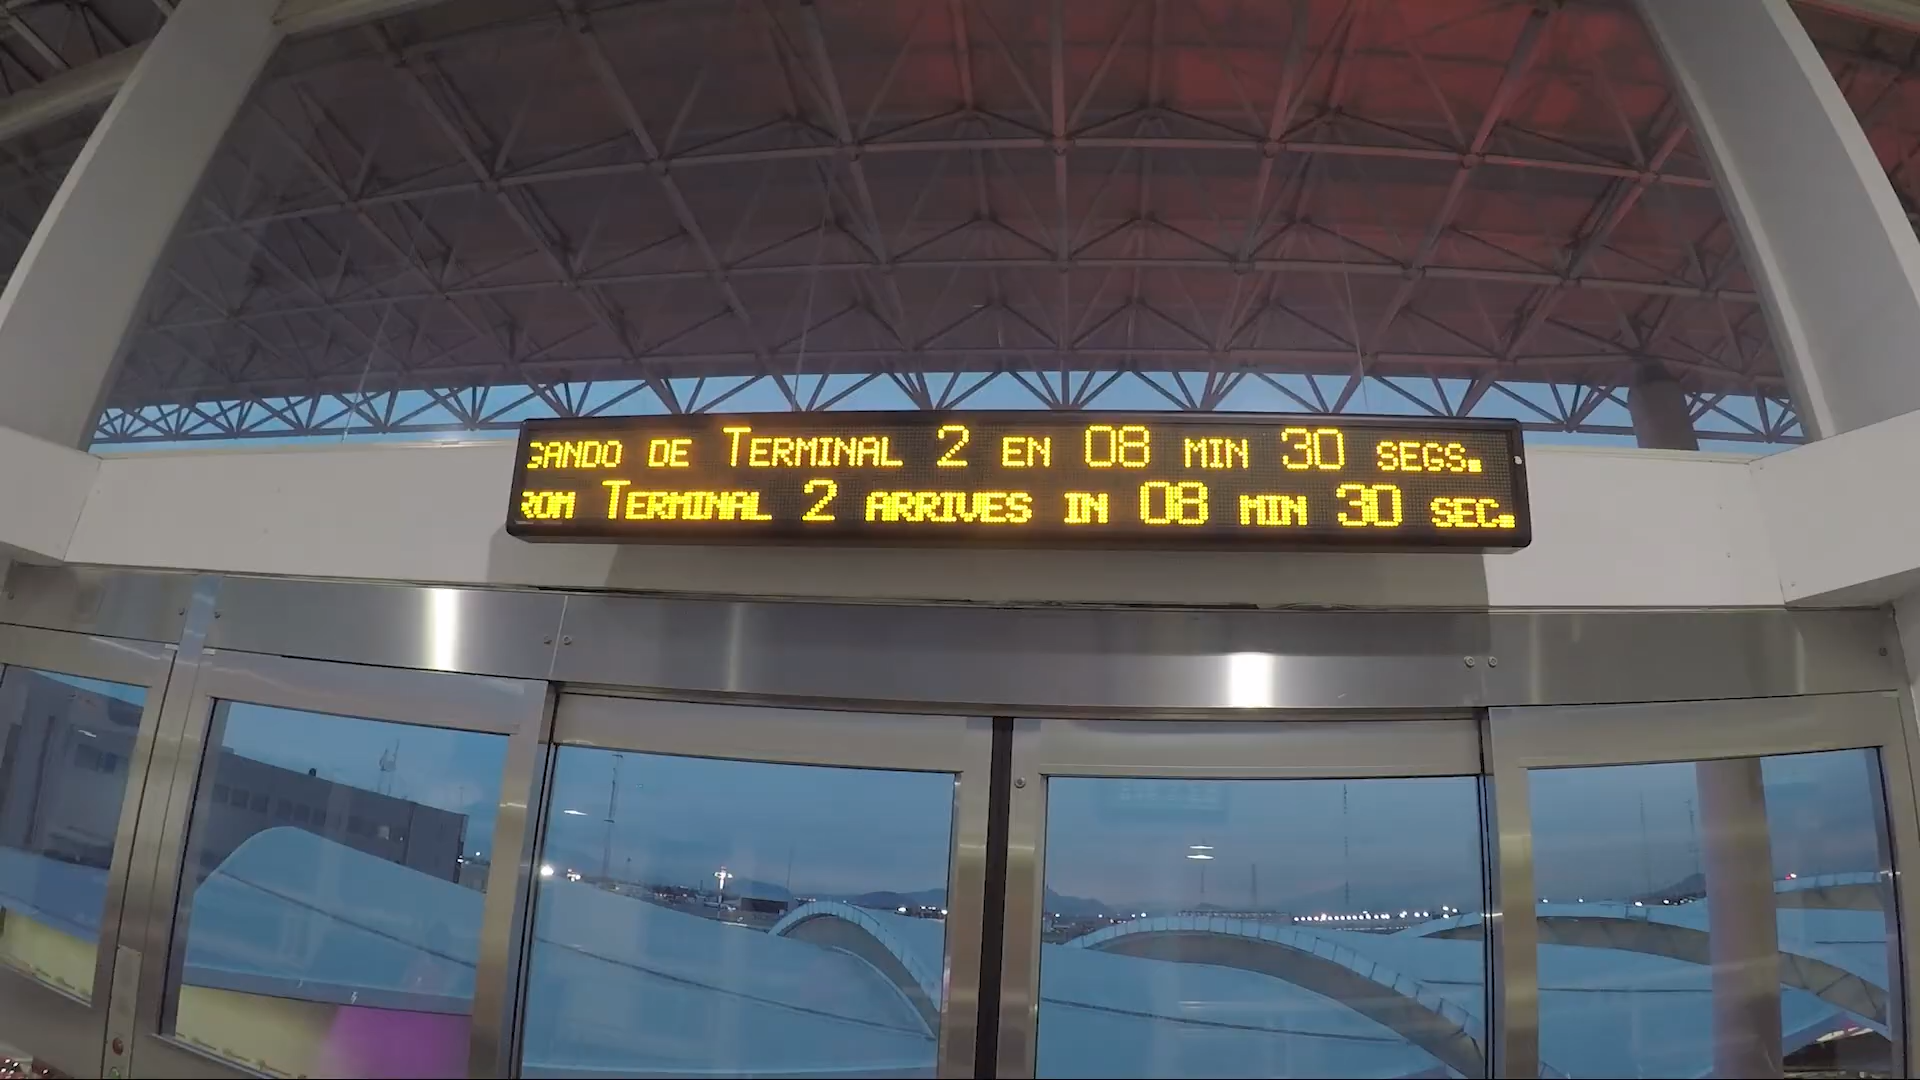 GANDO DE TERMINAL 2 EN 08 MIN 30 SEGS.
ROM TERMINAL 2 ARRIVES IN 08 MIN 30 SEC.